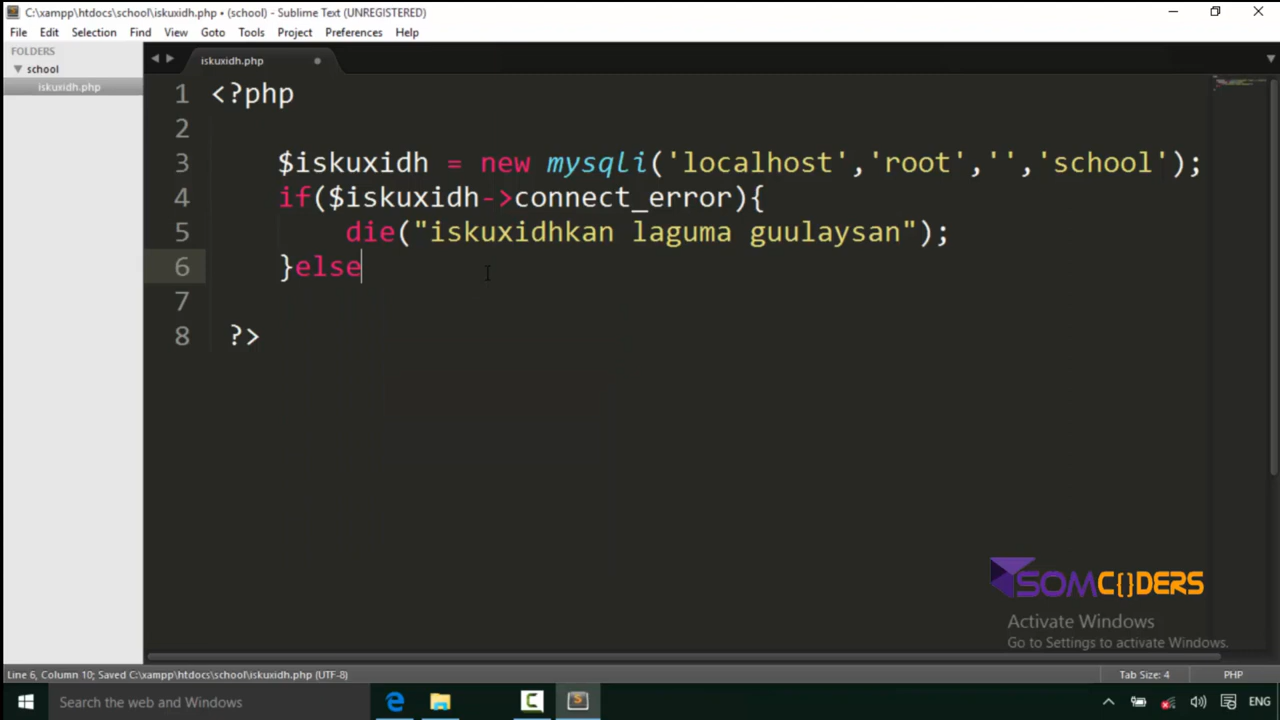 C:\xampp\htdocs\school\iskuxidh.php • (school) - Sublime Text (UNREGISTERED)
File Edit Selection Find View Goto Tools Project Preferences Help
FOLDERS
school
iskuxidh.php
iskuxidh.php
1 <?php
2
3 $iskuxidh = new mysqli('localhost','root','','school');
4 if($iskuxidh->connect_error){
5 die("iskuxidhkan laguma guulaysan");
6 }else
7
8 ?>
SOMC{}DERS
Activate Windows
Go to Settings to activate Windows.
Line 6, Column 10; Saved C:\xampp\htdocs\school\iskuxidh.php (UTF-8)
Tab Size: 4
PHP
Search the web and Windows
ENG